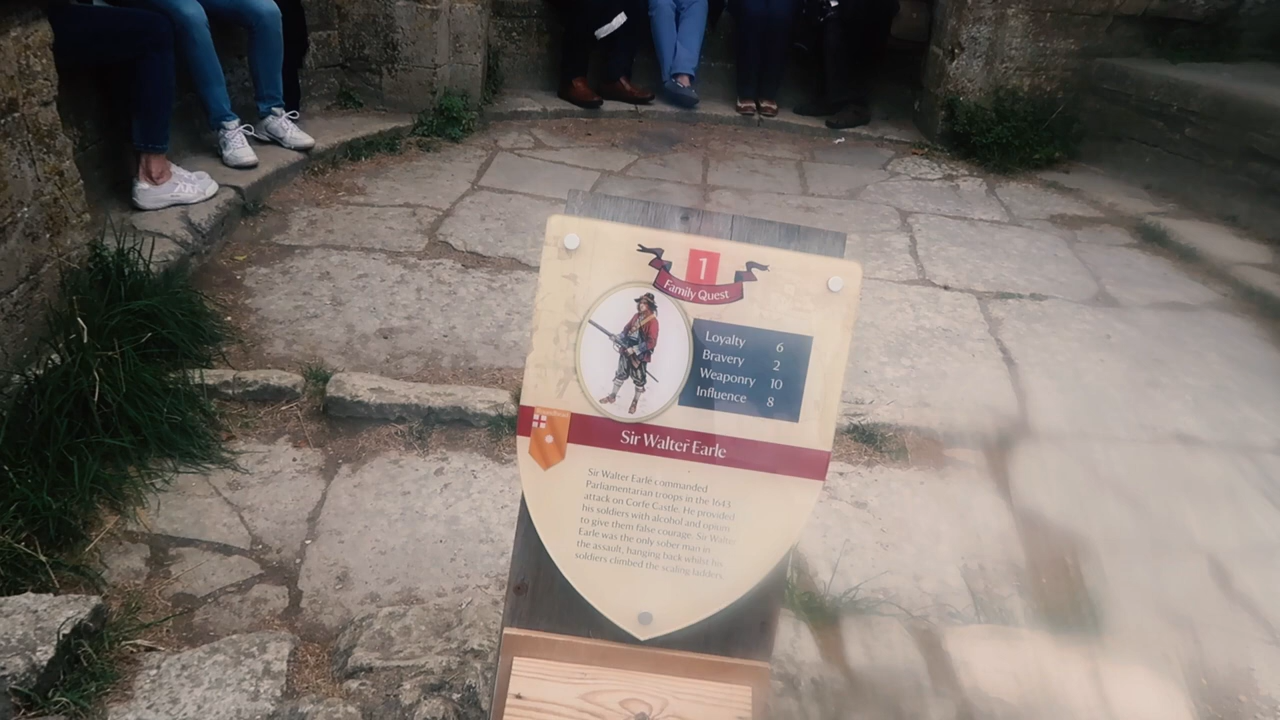 1
Family Quest
Loyalty 6
Bravery 2
Weaponry 10
Influence 8
Sir Walter Earle
Sir Walter Earle commanded
Parliamentarian troops in the 1643
attack on Corfe Castle. He provided
his soldiers with alcohol and opium
to give them false courage. Sir Walter
Earle was the only sober man in
the assault, hanging back whilst his
soldiers climbed the scaling ladders.